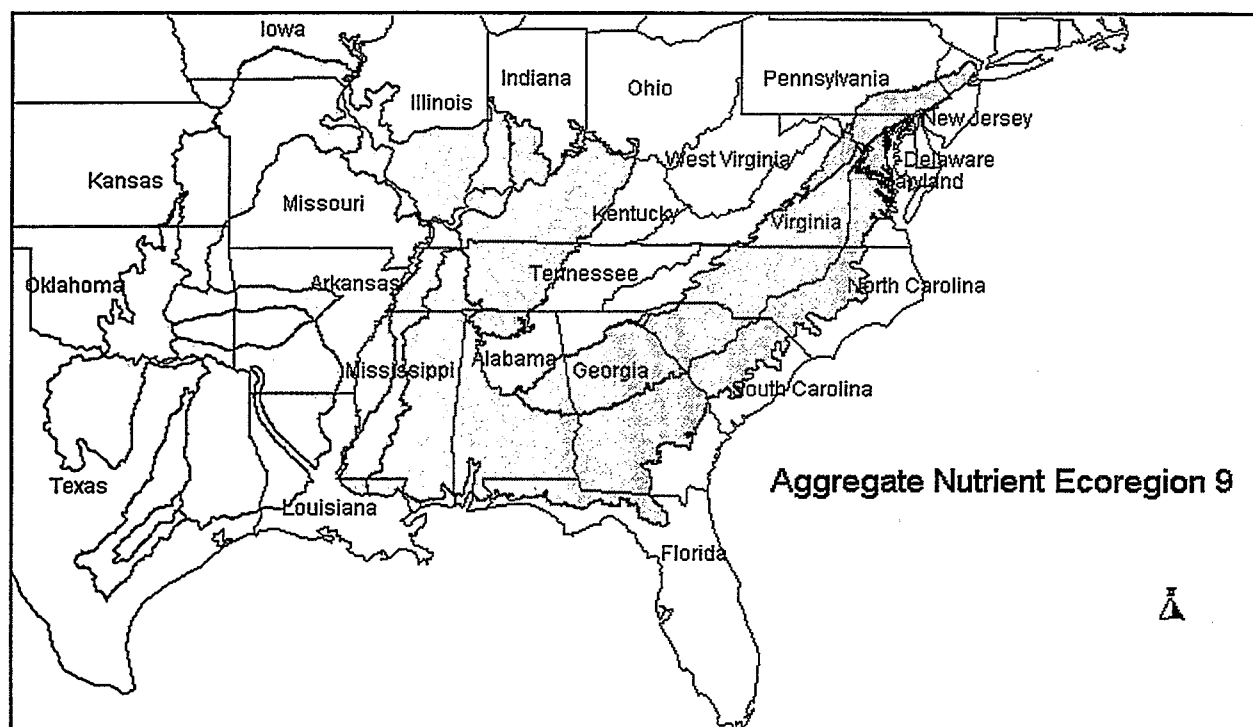 Iowa
Illinois
Indiana
Ohio
Pennsylvania
New Jersey
West Virginia
Delaware
Maryland
Kansas
Missouri
Kentucky
Virginia
Oklahoma
Arkansas
Tennessee
North Carolina
Mississippi
Alabama
Georgia
South Carolina
Texas
Louisiana
Aggregate Nutrient Ecoregion 9
Florida